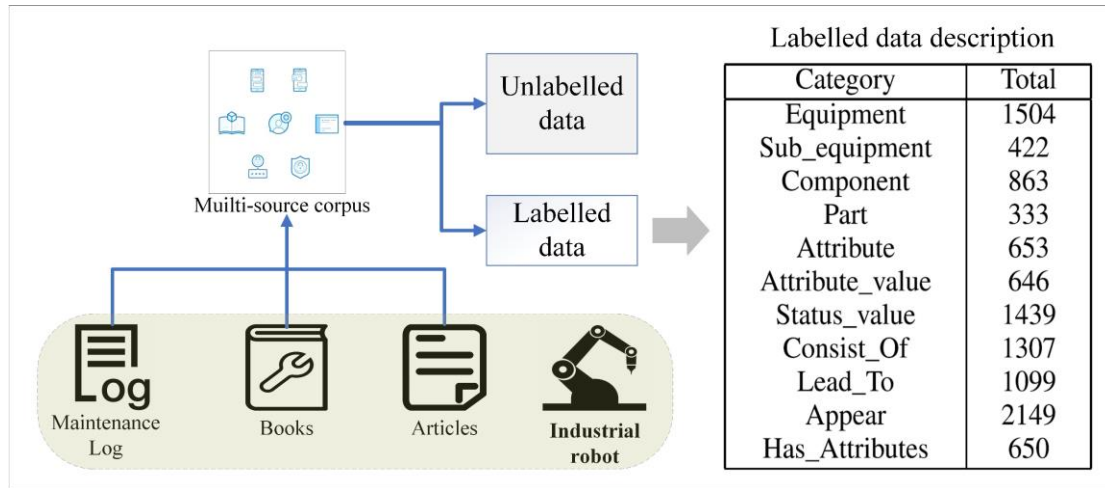 Unlabelled
data
Muilti-source corpus
Labelled
data
Log
Maintenance
Log
Books
Articles
Industrial
robot
Labelled data description
Category Total
Equipment 1504
Sub_equipment 422
Component 863
Part 333
Attribute 653
Attribute_value 646
Status_value 1439
Consist_Of 1307
Lead_To 1099
Appear 2149
Has_Attributes 650